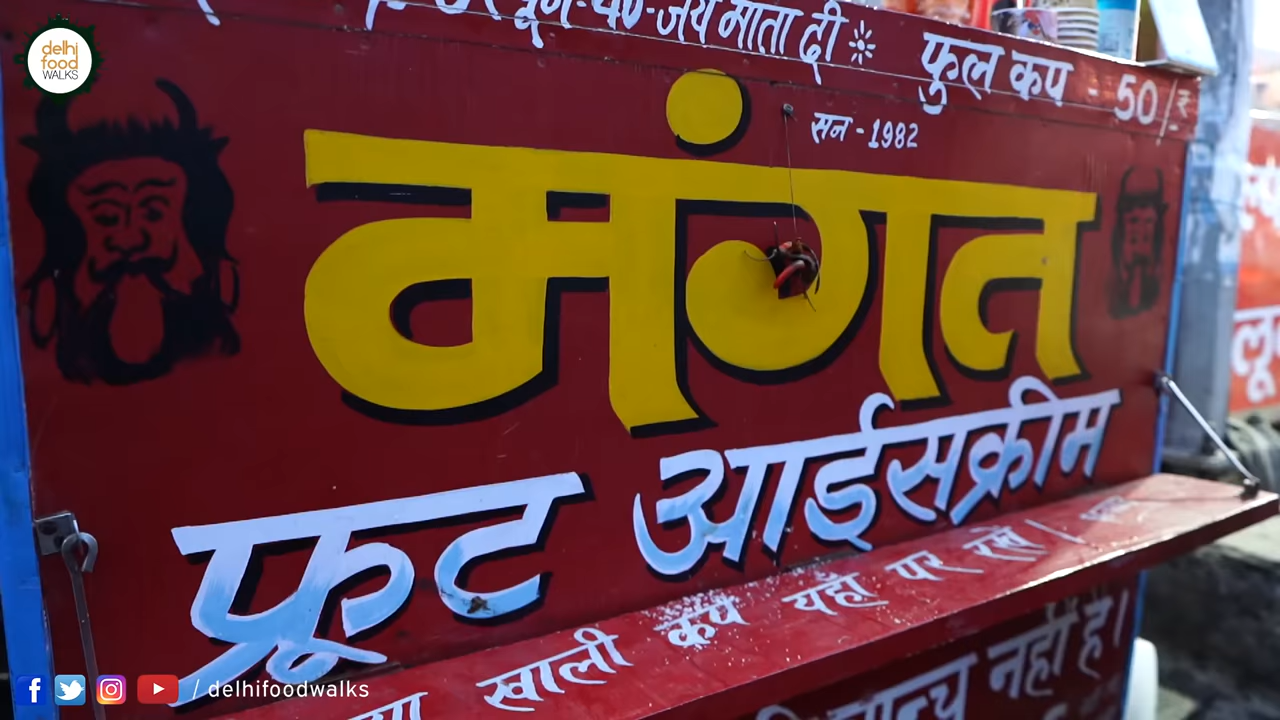 delhi
food
WALKS
जय माता दी
फुल कप - 50/₹
सन - 1982
मंगत
फ्रूट आईसक्रीम
खाली कप यहाँ पर रखें।
नहीं है।
/ delhifoodwalks